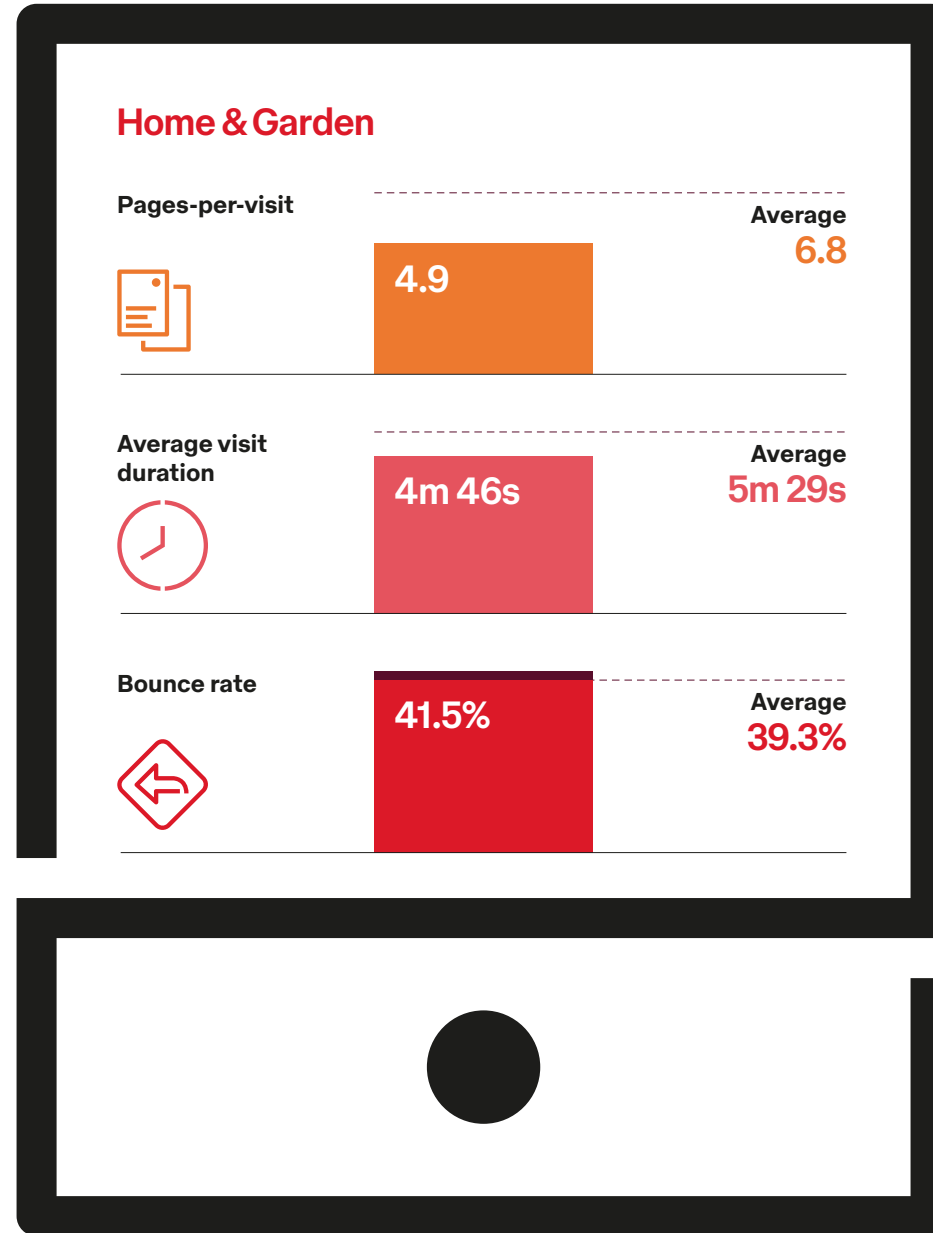 Home & Garden
Pages-per-visit
Average
6.8
4.9
Average visit
duration
Average
5m 29s
4m 46s
Bounce rate
Average
39.3%
41.5%